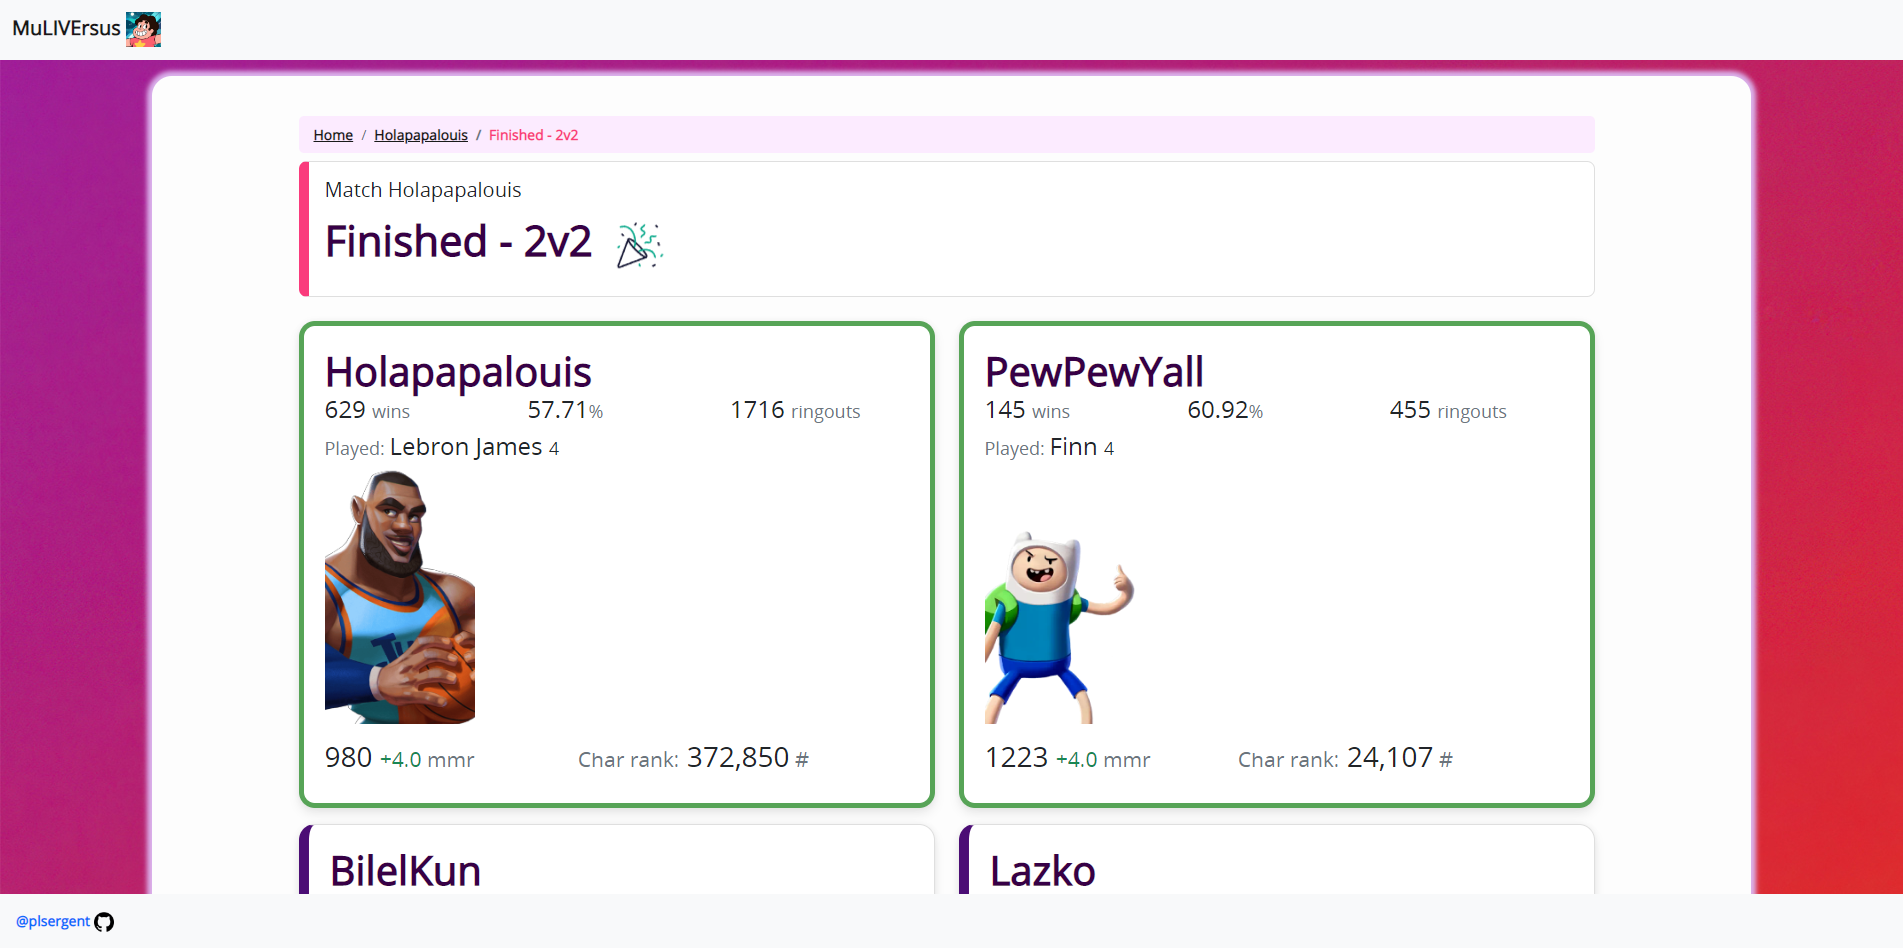 MuLIVErsus
Home / Holapapalouis / Finished - 2v2
Match Holapapalouis
Finished - 2v2
Holapapalouis
629 wins 57.71% 1716 ringouts
Played: Lebron James 4
980 +4.0 mmr Char rank: 372,850 #
PewPewYall
145 wins 60.92% 455 ringouts
Played: Finn 4
1223 +4.0 mmr Char rank: 24,107 #
BilelKun
Lazko
@plsergent